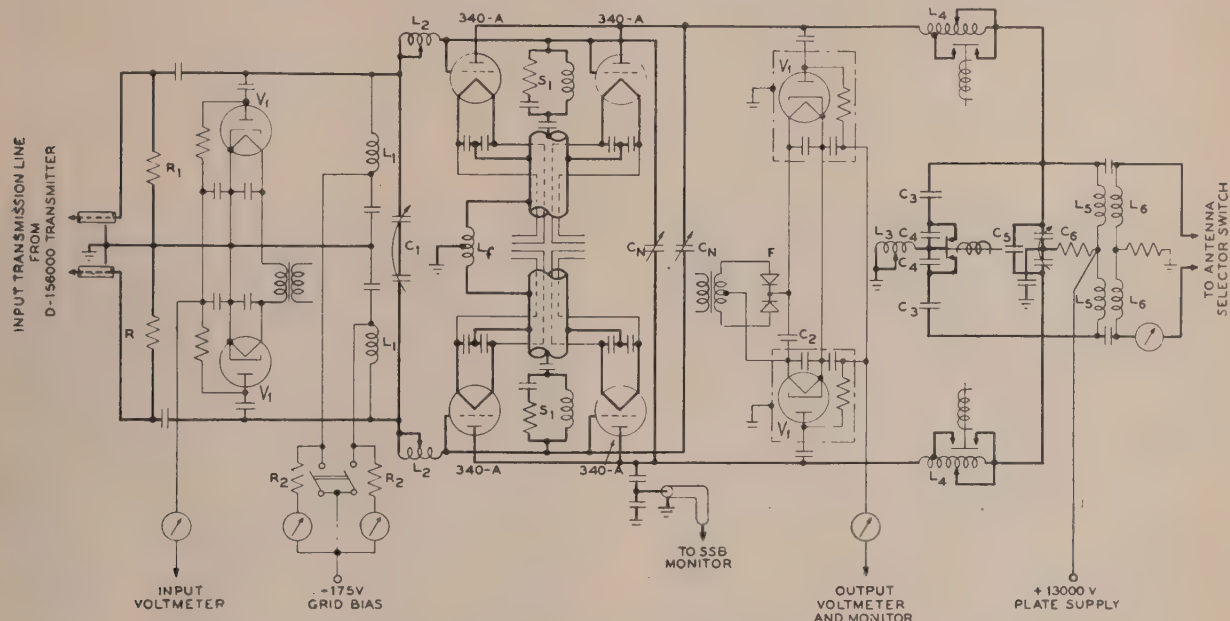 INPUT TRANSMISSION LINE
FROM
D-156000 TRANSMITTER
R1
R
V1
V1
L1
L1
L2
L2
C1
R2
R2
INPUT
VOLTMETER
-175V
GRID BIAS
340-A
340-A
340-A
340-A
S1
S1
Lf
CN
CN
V1
V1
F
C2
TO SSB
MONITOR
OUTPUT
VOLTMETER
AND MONITOR
L4
L4
C3
C3
L3
C4
C4
C5
C6
L5
L5
L6
L6
+13000 V
PLATE SUPPLY
TO ANTENNA
SELECTOR SWITCH